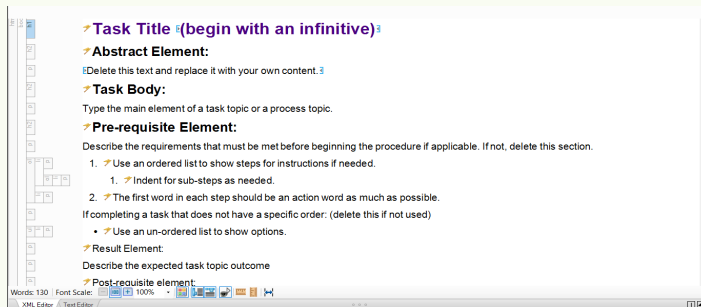 Task Title (begin with an infinitive)
Abstract Element:
Delete this text and replace it with your own content.
Task Body:
Type the main element of a task topic or a process topic.
Pre-requisite Element:
Describe the requirements that must be met before beginning the procedure if applicable. If not, delete this section.
1. Use an ordered list to show steps for instructions if needed.
1. Indent for sub-steps as needed.
2. The first word in each step should be an action word as much as possible.
If completing a task that does not have a specific order: (delete this if not used)
• Use an un-ordered list to show options.
Result Element:
Describe the expected task topic outcome
Post-requisite element:
Words: 130 Font Scale: 100%
XML Editor Text Editor